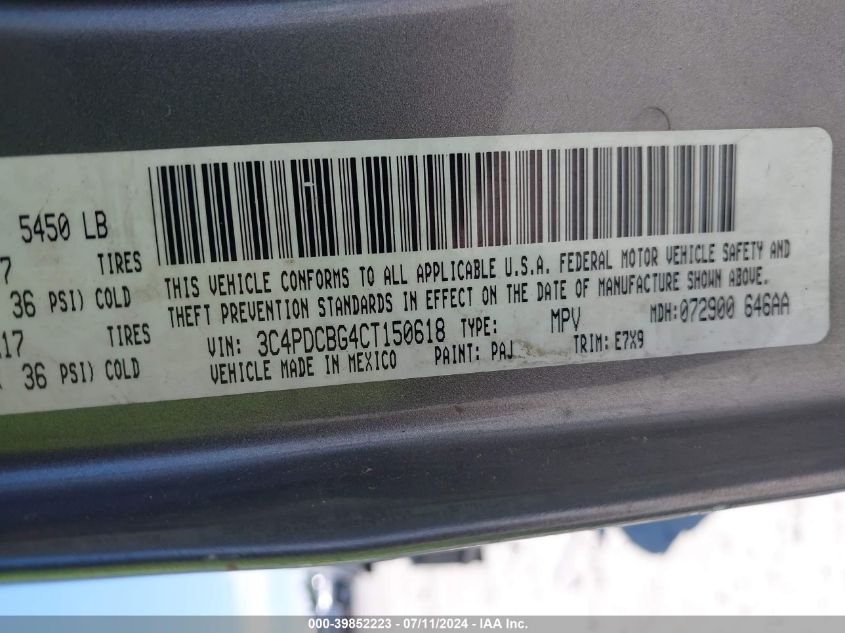 5450 LB
7 TIRES
36 PSI) COLD
17 TIRES
36 PSI) COLD
THIS VEHICLE CONFORMS TO ALL APPLICABLE U.S.A. FEDERAL MOTOR VEHICLE SAFETY AND
THEFT PREVENTION STANDARDS IN EFFECT ON THE DATE OF MANUFACTURE SHOWN ABOVE.
VIN: 3C4PDCBG4CT150618 TYPE: MPV MDH:072900 646AA
VEHICLE MADE IN MEXICO PAINT: PAJ TRIM: E7X9
000-39852223 - 07/11/2024 - IAA Inc.